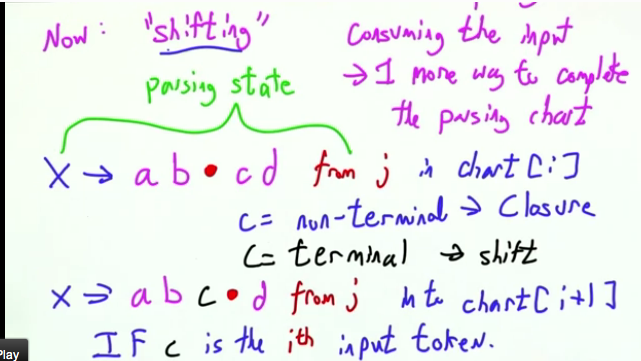 Now: "shifting"
consuming the input
→ 1 more way to complete
the parsing chart
parsing state
X → a b • c d from j in chart[i]
c = non-terminal → closure
c = terminal → shift
X → a b c • d from j into chart[i+1]
IF c is the ith input token.
Play